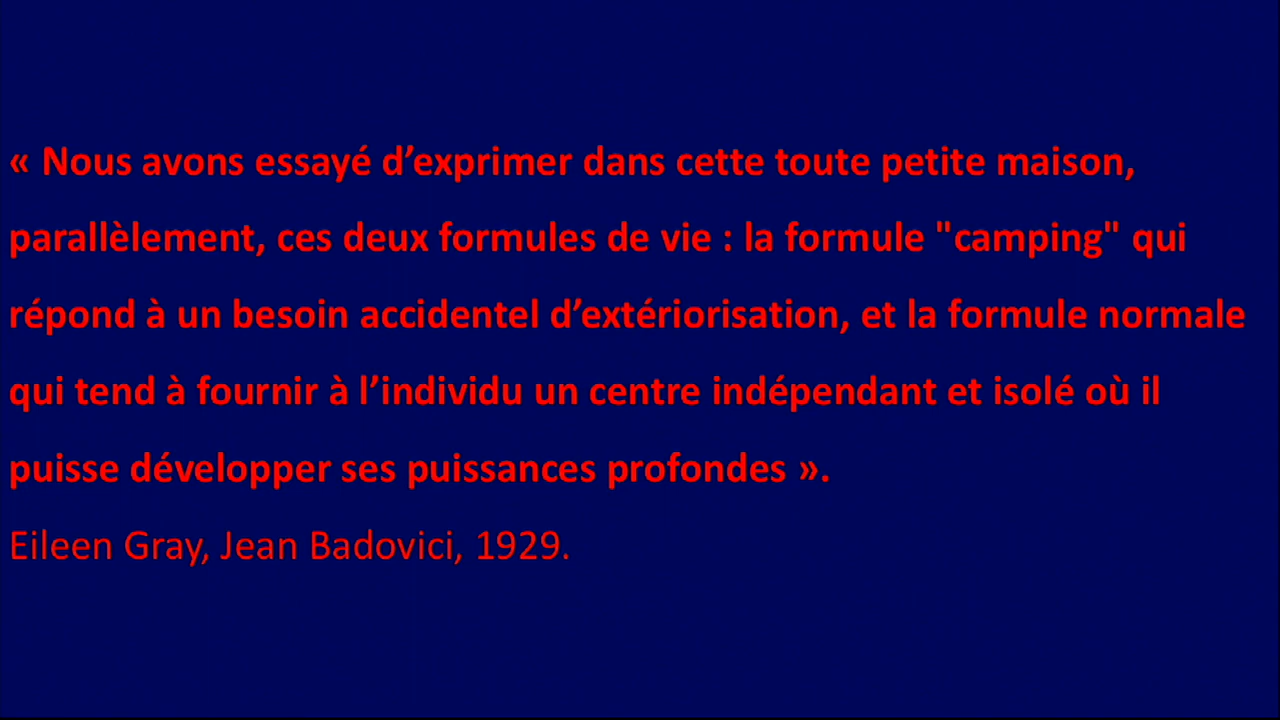 « Nous avons essayé d’exprimer dans cette toute petite maison,
parallèlement, ces deux formules de vie : la formule "camping" qui
répond à un besoin accidentel d’extériorisation, et la formule normale
qui tend à fournir à l’individu un centre indépendant et isolé où il
puisse développer ses puissances profondes ».
Eileen Gray, Jean Badovici, 1929.